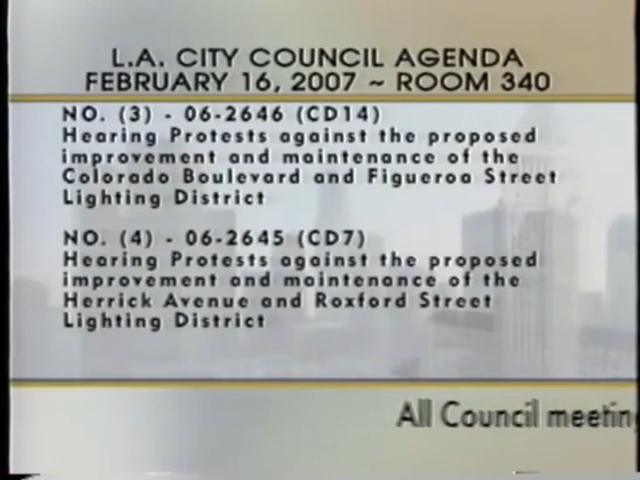 L.A. CITY COUNCIL AGENDA
FEBRUARY 16, 2007 ~ ROOM 340
NO. (3) - 06-2646 (CD14)
Hearing Protests against the proposed
improvement and maintenance of the
Colorado Boulevard and Figueroa Street
Lighting District
NO. (4) - 06-2645 (CD7)
Hearing Protests against the proposed
improvement and maintenance of the
Herrick Avenue and Roxford Street
Lighting District
All Council meetin